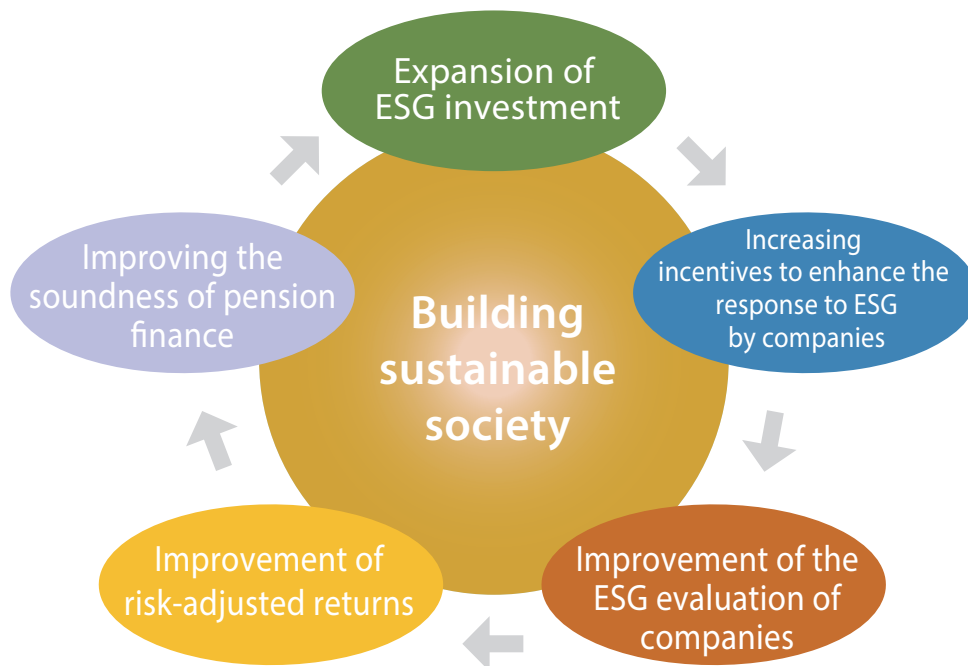 Expansion of
ESG investment
Increasing
incentives to enhance the
response to ESG
by companies
Improvement of the
ESG evaluation of
companies
Improvement of
risk-adjusted returns
Improving the
soundness of pension
finance
Building
sustainable
society